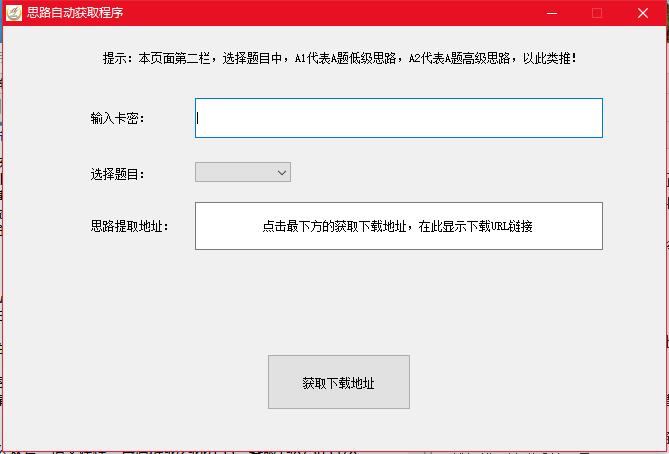 思路自动获取程序
提示：本页面第二栏，选择题目中，A1代表A题低级思路，A2代表A题高级思路，以此类推！
输入卡密：
选择题目：
思路提取地址：
点击最下方的获取下载地址，在此显示下载URL链接
获取下载地址